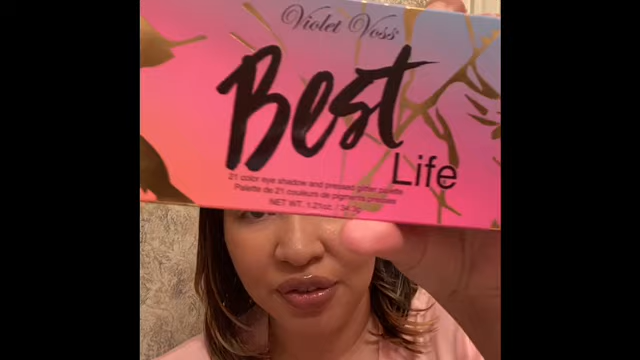 Violet Voss
Best
Life
21 color eye shadow and pressed glitter palette
Palette de 21 couleurs de pigments pressés
NET WT. 1.21oz. / 34.3g